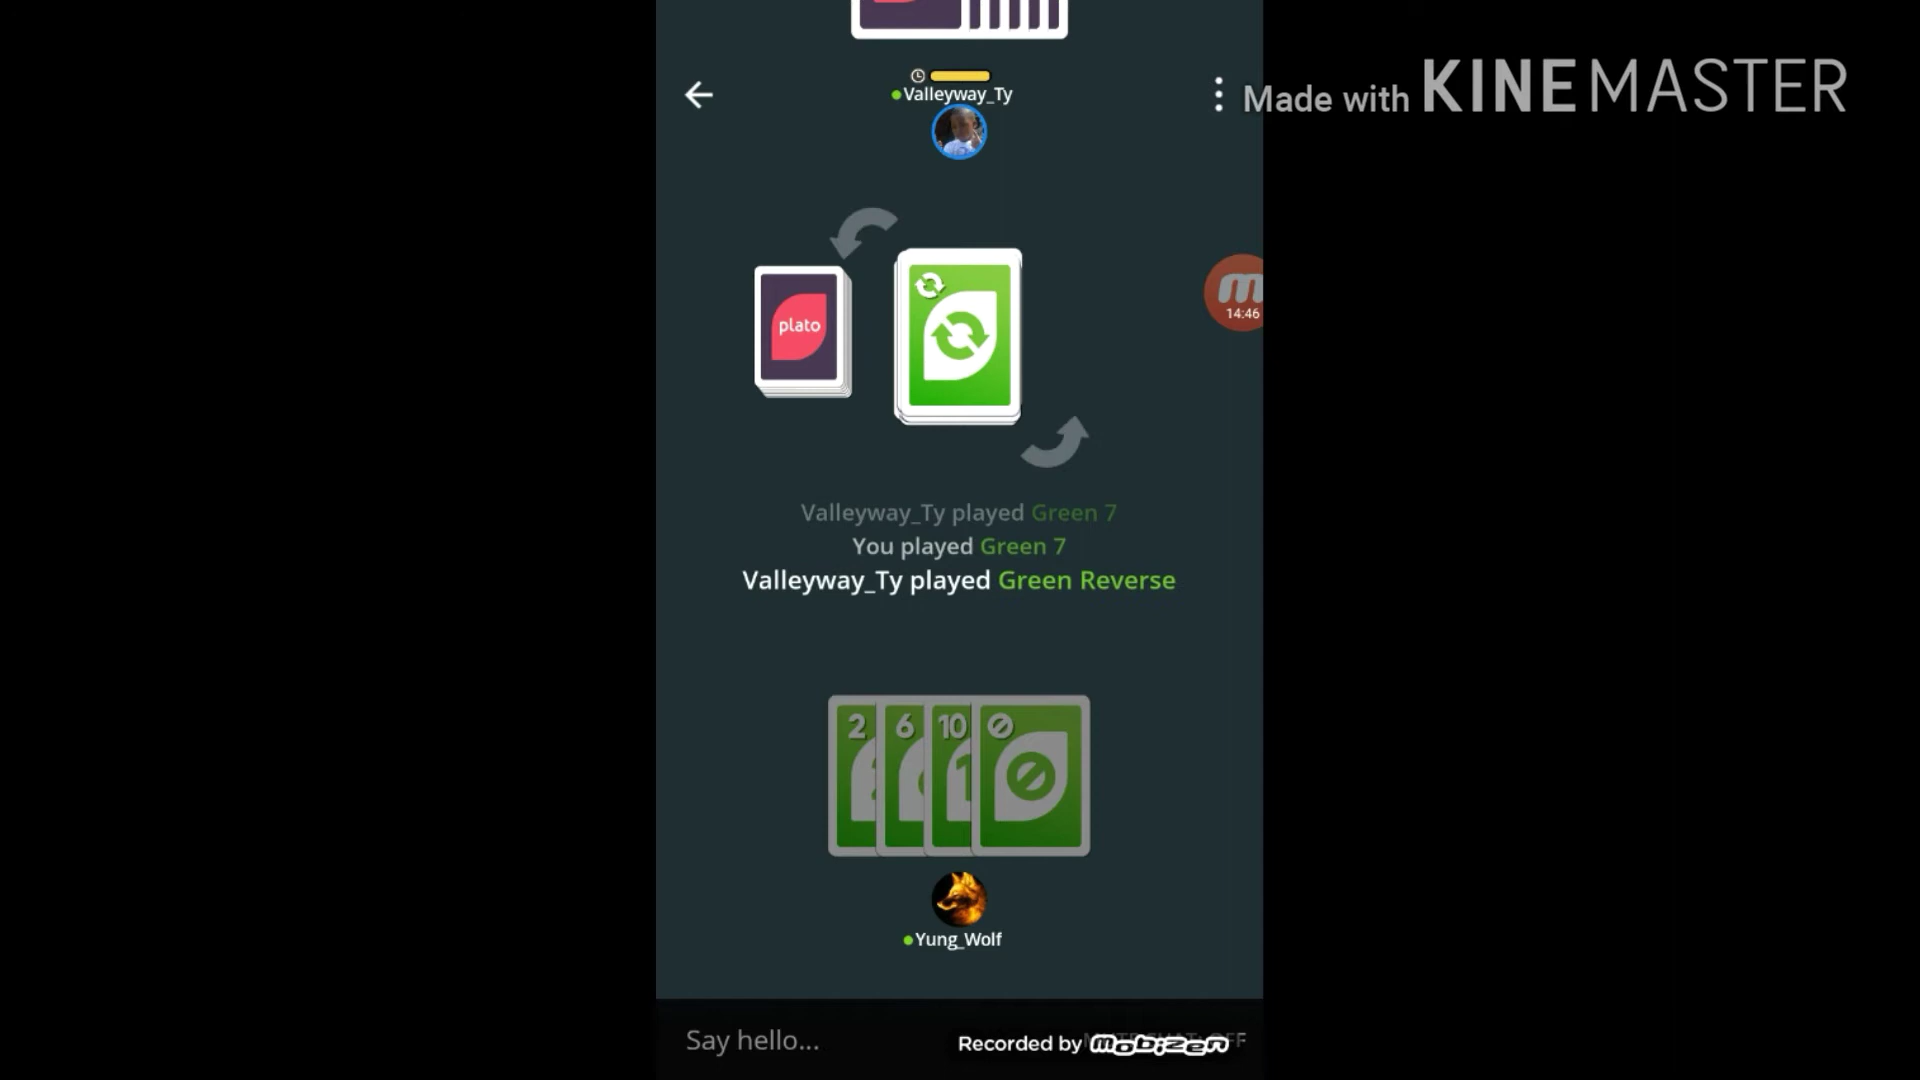 Valleyway_Ty
Made with KINEMASTER
plato
14:46
Valleyway_Ty played Green 7
You played Green 7
Valleyway_Ty played Green Reverse
2 6 10
Yung_Wolf
Say hello...
Recorded by mobizen